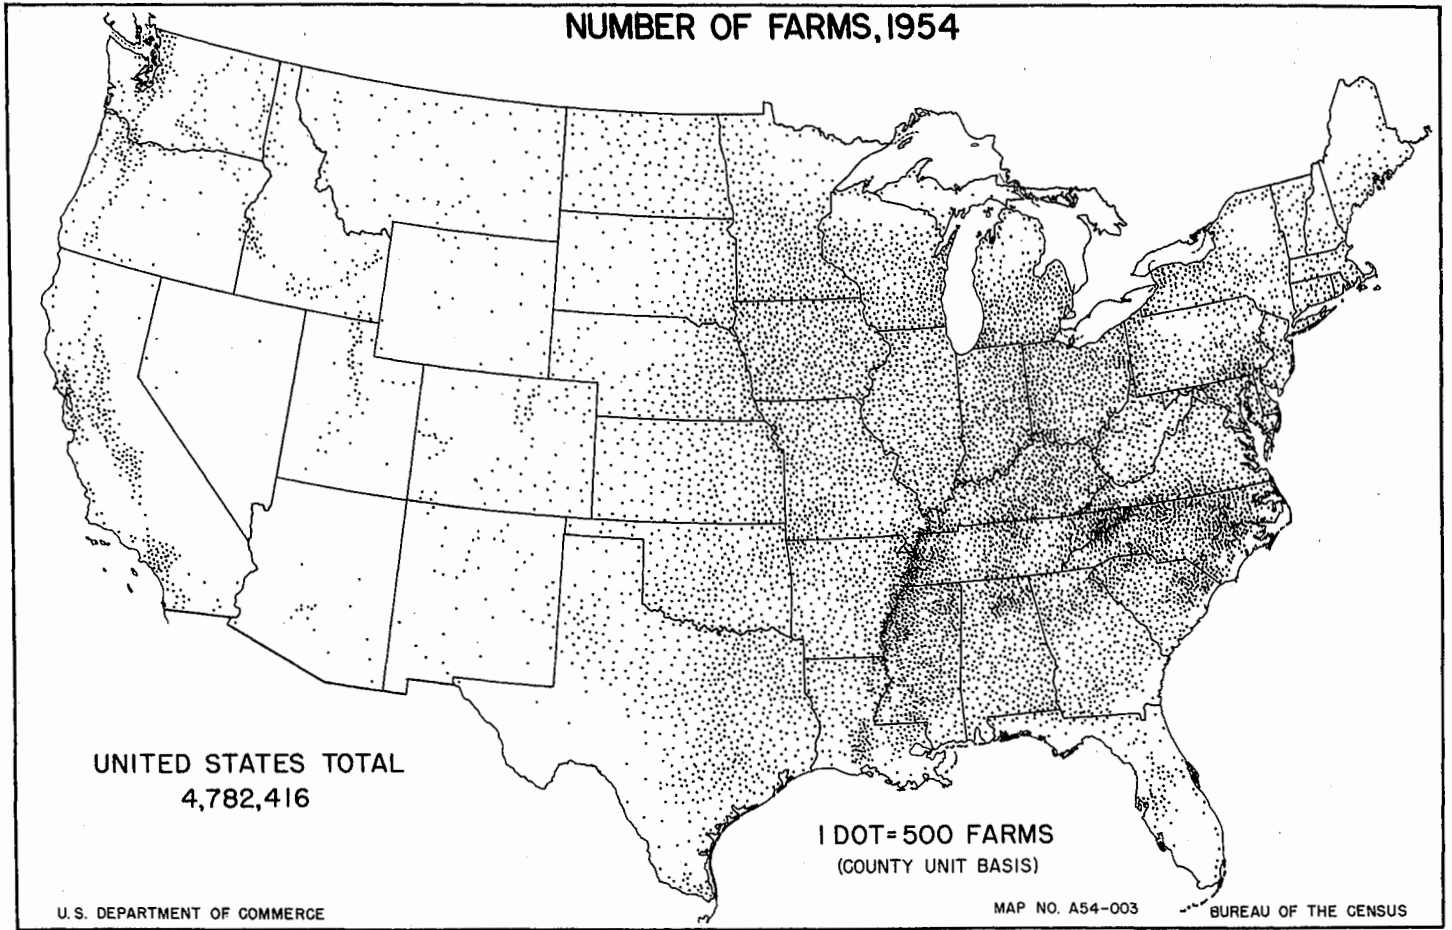 NUMBER OF FARMS, 1954
UNITED STATES TOTAL
4,782,416
1 DOT=500 FARMS
(COUNTY UNIT BASIS)
U.S. DEPARTMENT OF COMMERCE
MAP NO. A54-003
BUREAU OF THE CENSUS